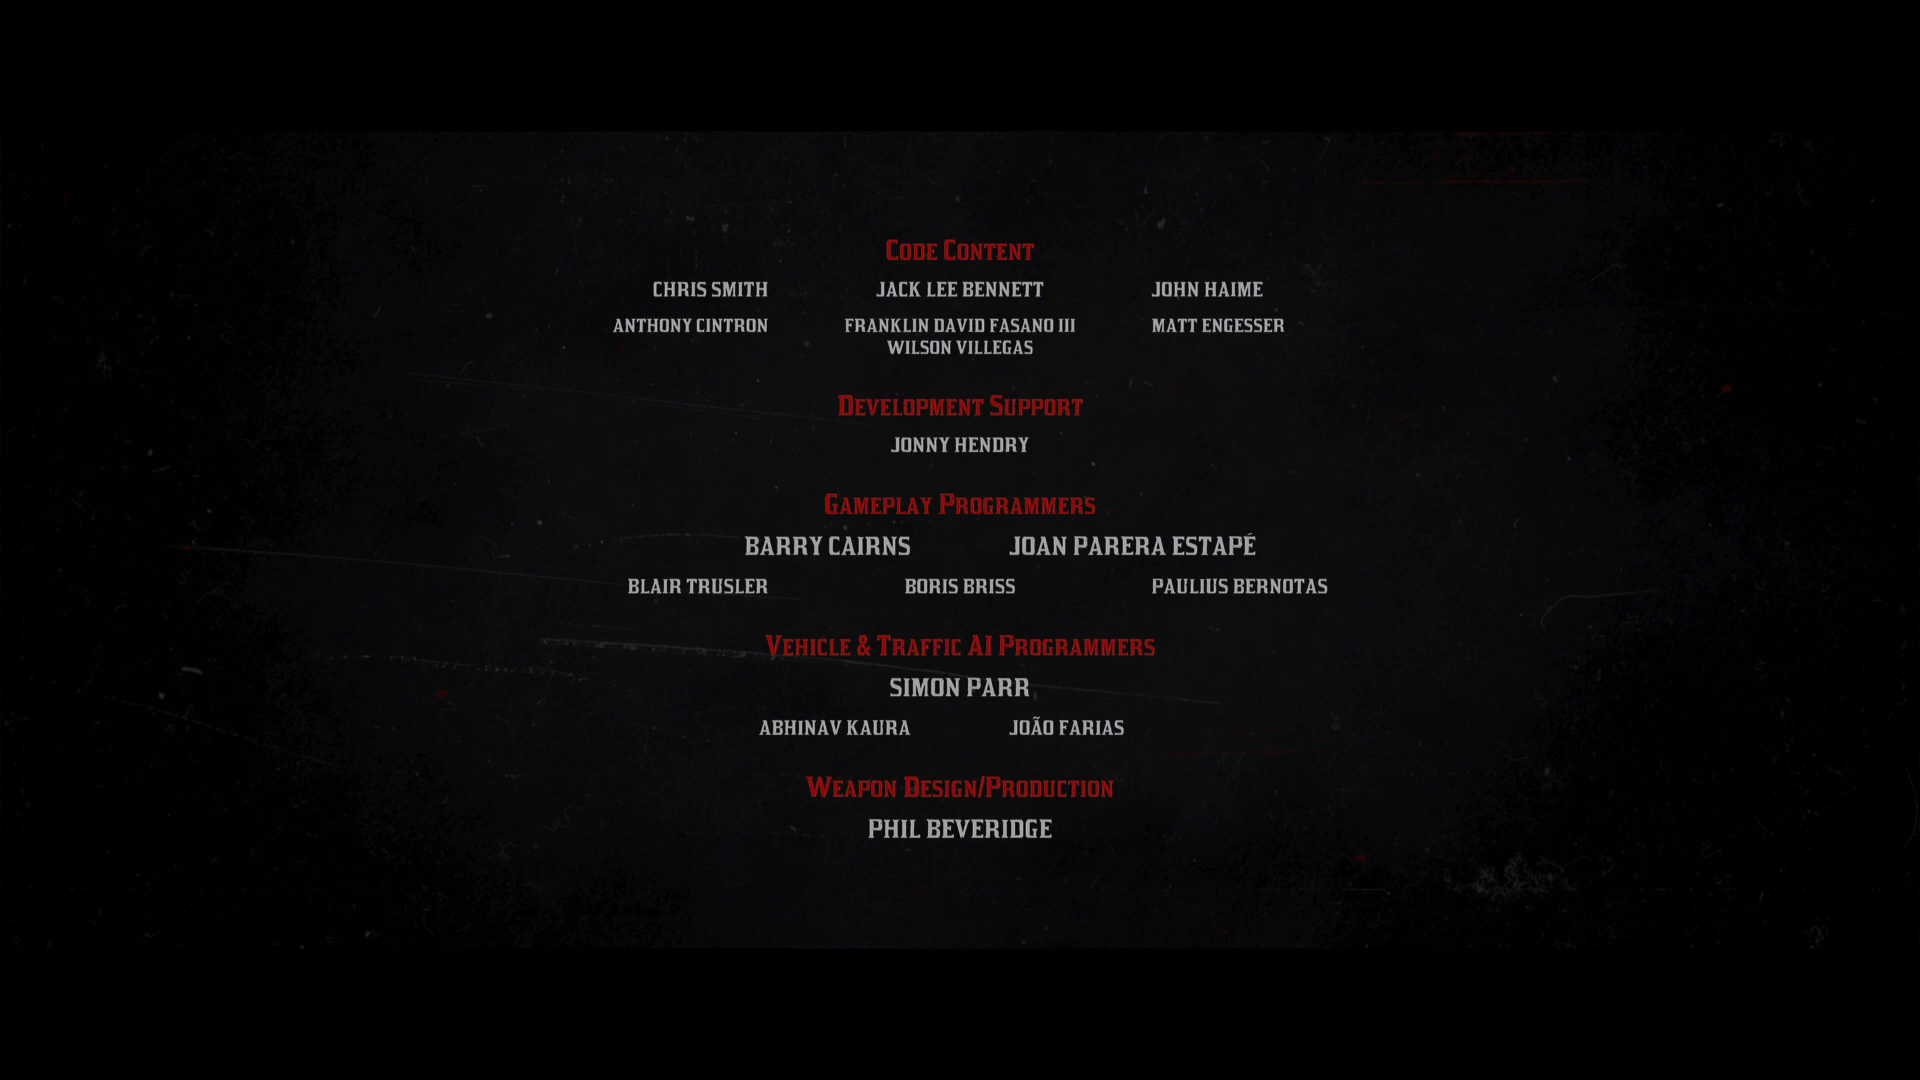 CODE CONTENT
CHRIS SMITH JACK LEE BENNETT JOHN HAIME
ANTHONY CINTRON FRANKLIN DAVID FASANO III MATT ENGESSER
WILSON VILLEGAS
DEVELOPMENT SUPPORT
JONNY HENDRY
GAMEPLAY PROGRAMMERS
BARRY CAIRNS JOAN PARERA ESTAPÉ
BLAIR TRUSLER BORIS BRISS PAULIUS BERNOTAS
VEHICLE & TRAFFIC AI PROGRAMMERS
SIMON PARR
ABHINAV KAURA JOÃO FARIAS
WEAPON DESIGN/PRODUCTION
PHIL BEVERIDGE